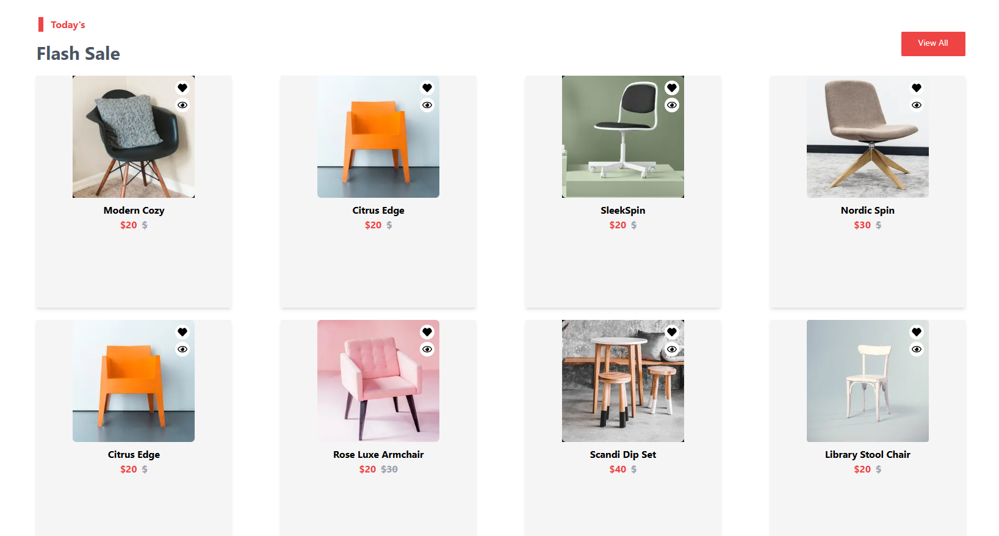 Today's
Flash Sale
View All
Modern Cozy
$20 $
Citrus Edge
$20 $
SleekSpin
$20 $
Nordic Spin
$30 $
Citrus Edge
$20 $
Rose Luxe Armchair
$20 $30
Scandi Dip Set
$40 $
Library Stool Chair
$20 $